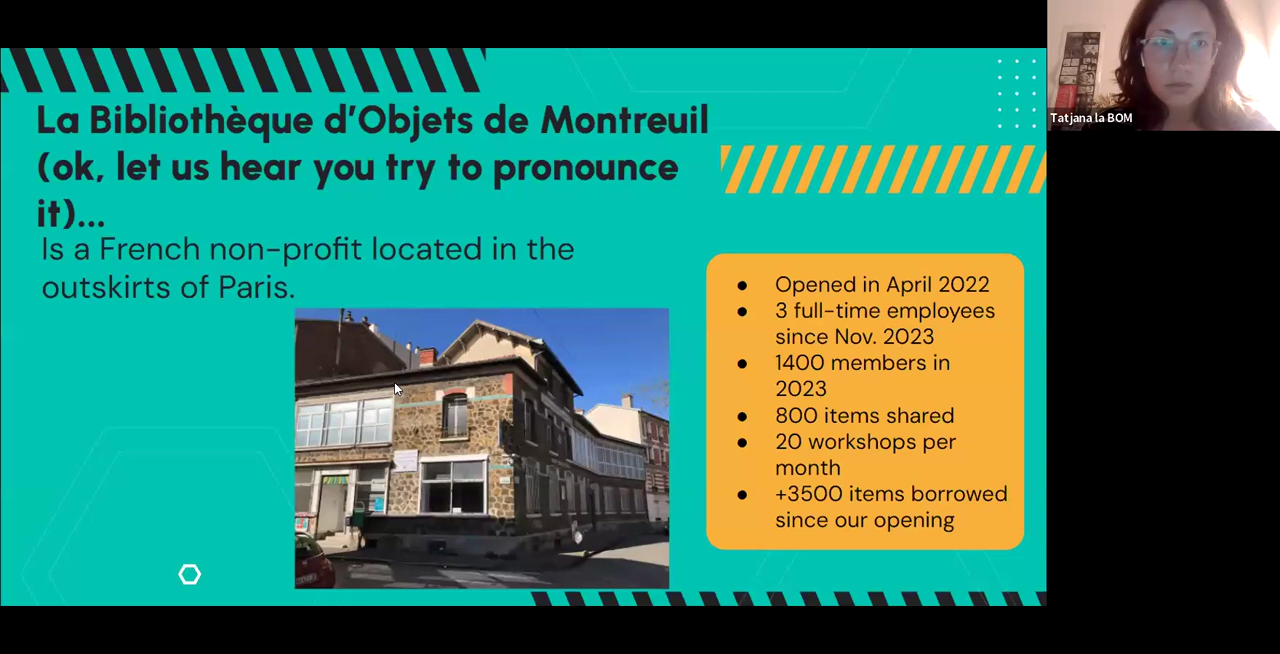 La Bibliothèque d'Objets de Montreuil
(ok, let us hear you try to pronounce
it)...
Is a French non-profit located in the
outskirts of Paris.
● Opened in April 2022
● 3 full-time employees
since Nov. 2023
● 1400 members in
2023
● 800 items shared
● 20 workshops per
month
● +3500 items borrowed
since our opening
Tatjana la BOM